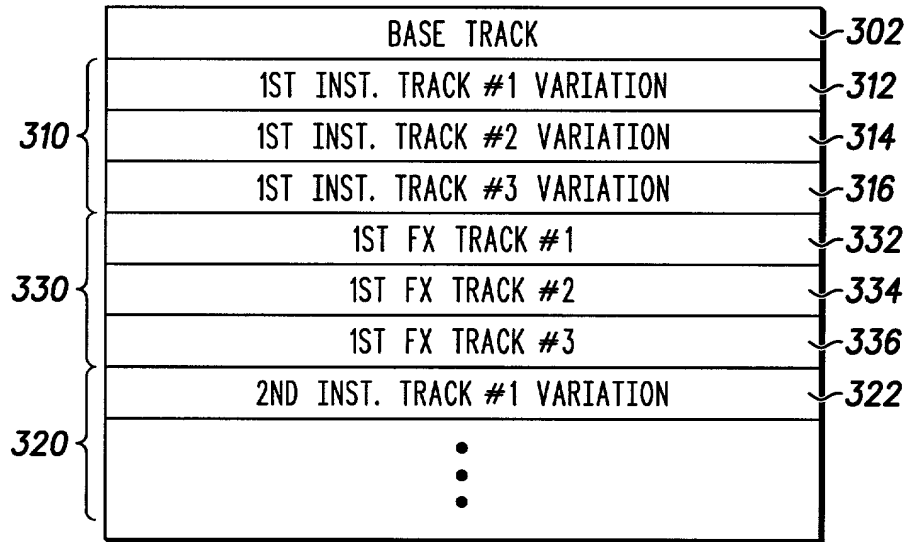 BASE TRACK 302
1ST INST. TRACK #1 VARIATION 312
310 1ST INST. TRACK #2 VARIATION 314
1ST INST. TRACK #3 VARIATION 316
1ST FX TRACK #1 332
330 1ST FX TRACK #2 334
1ST FX TRACK #3 336
2ND INST. TRACK #1 VARIATION 322
320